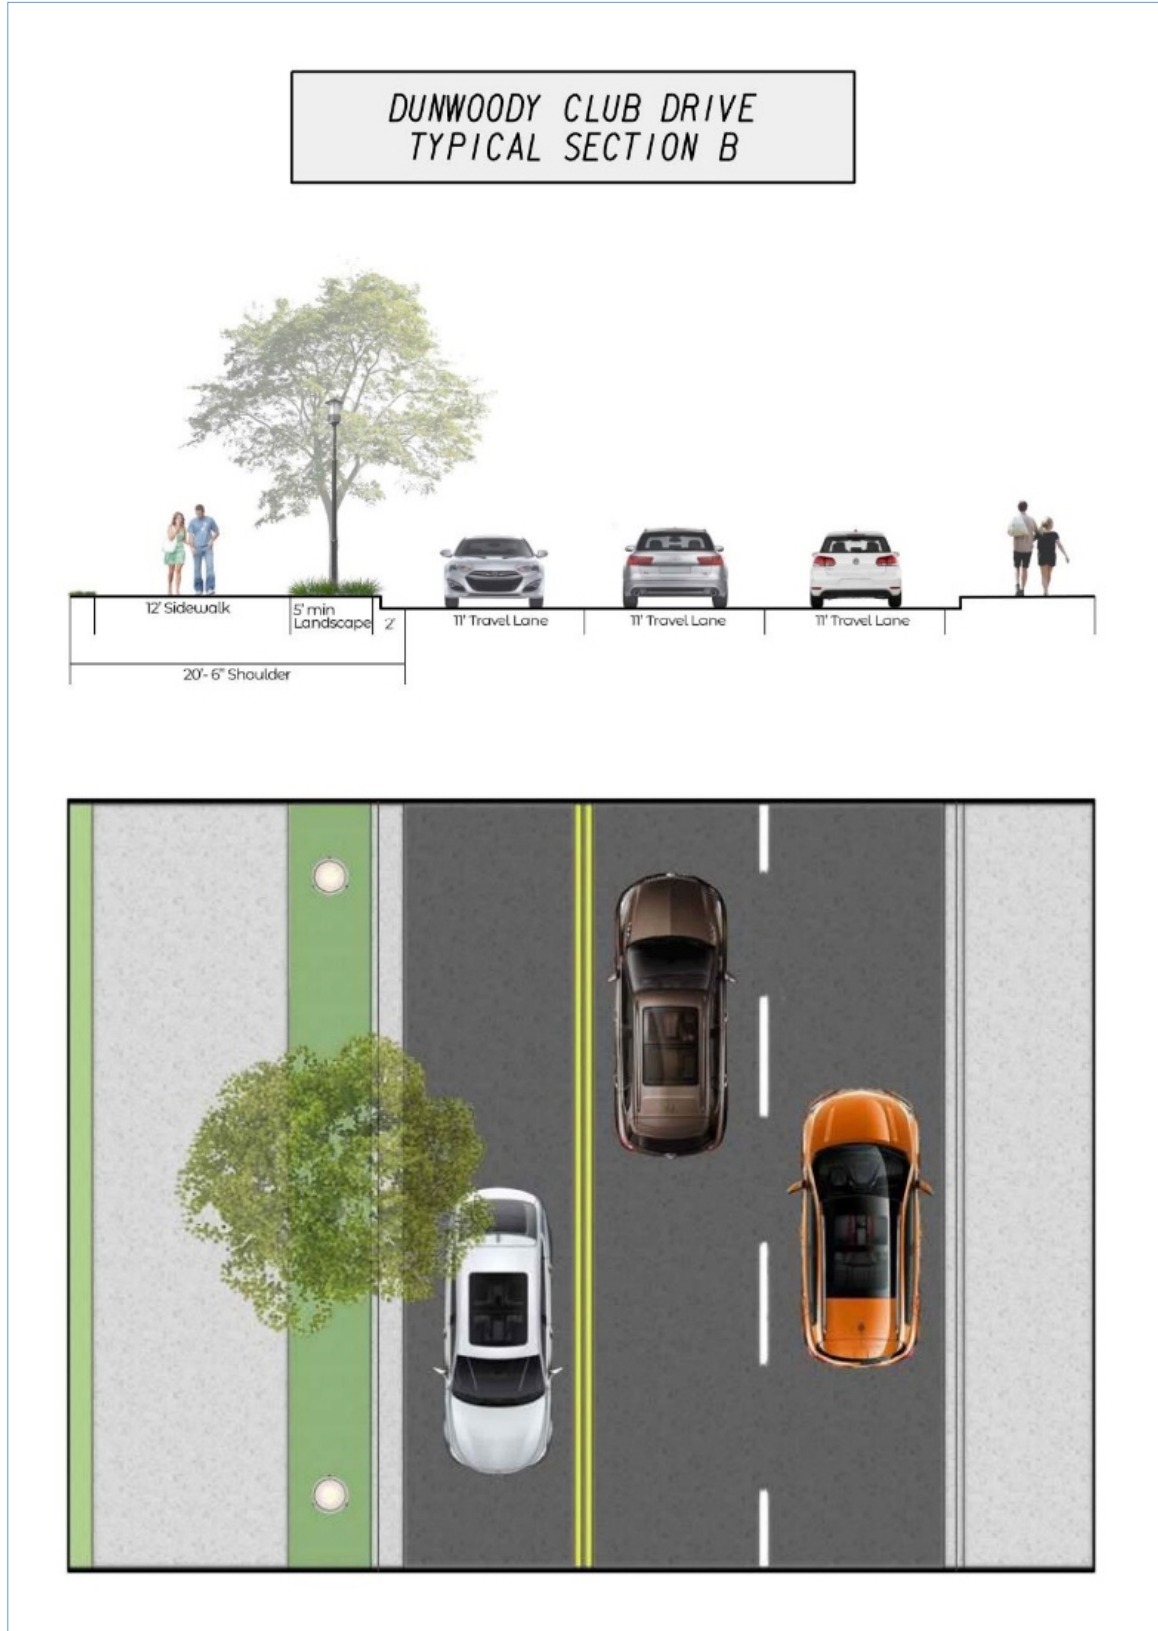 DUNWOODY CLUB DRIVE
TYPICAL SECTION B
12' Sidewalk
5' min
Landscape
2'
11' Travel Lane
11' Travel Lane
11' Travel Lane
20'- 6" Shoulder